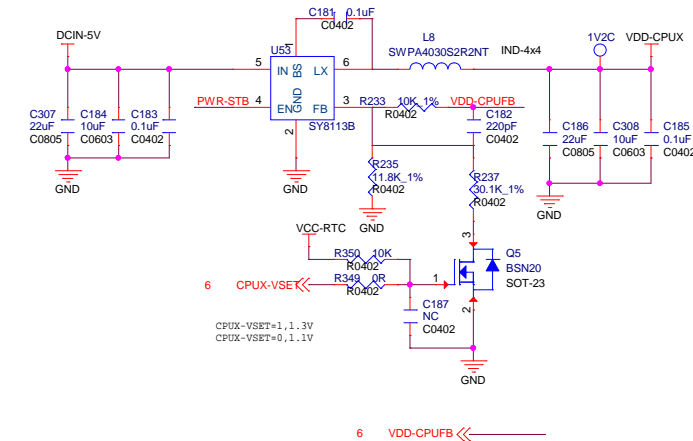 C181 0.1uF
C0402
DCIN-5V
U53
L8
SWPA4030S2R2NT
IND-4x4
1V2C
VDD-CPUX
1
5
IN
BS
LX
6
PWR-STB
4
EN
GND
FB
3
R233
10K_1%
R0402
VDD-CPUFB
2
SY8113B
C307
22uF
C0805
C184
10uF
C0603
C183
0.1uF
C0402
C182
220pF
C0402
C186
22uF
C0805
C308
10uF
C0603
C185
0.1uF
C0402
R235
11.8K_1%
R0402
R237
30.1K_1%
R0402
GND
GND
GND
GND
VCC-RTC
R350 10K
R0402
6 CPUX-VSET
R349 0R
R0402
1
3
2
Q5
BSN20
SOT-23
C187
NC
C0402
CPUX-VSET=1,1.3V
CPUX-VSET=0,1.1V
GND
6 VDD-CPUFB